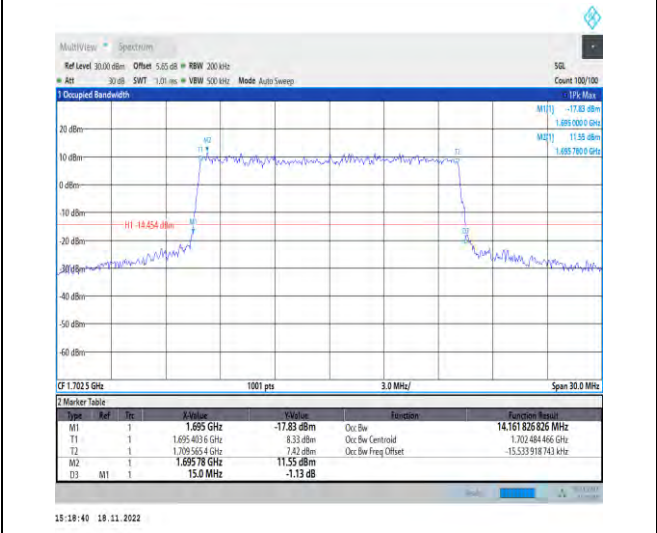 MultiView Spectrum
Ref Level 30.00 dBm Offset 5.65 dB RBW 200 kHz SGL
Att 30 dB SWT 1.01 ms VBW 500 kHz Mode Auto Sweep Count 100/100
1 Occupied Bandwidth 1Pk Max
M1[1] -17.83 dBm
1.695 000 0 GHz
M2[1] 11.55 dBm
1.695 780 0 GHz
20 dBm
M2
T1 T2
10 dBm
0 dBm
-10 dBm
H1 -14.454 dBm M1
D3
-20 dBm
-30 dBm
-40 dBm
-50 dBm
-60 dBm
CF 1.702 5 GHz 1001 pts 3.0 MHz/ Span 30.0 MHz
2 Marker Table
Type Ref Trc X-Value Y-Value Function Function Result
M1 1 1.695 GHz -17.83 dBm Occ Bw 14.161 826 826 MHz
T1 1 1.695 403 6 GHz 8.33 dBm Occ Bw Centroid 1.702 484 466 GHz
T2 1 1.709 565 4 GHz 7.42 dBm Occ Bw Freq Offset -15.533 918 743 kHz
M2 1 1.695 78 GHz 11.55 dBm
D3 M1 1 15.0 MHz -1.13 dB
Ready
15:18:40 18.11.2022